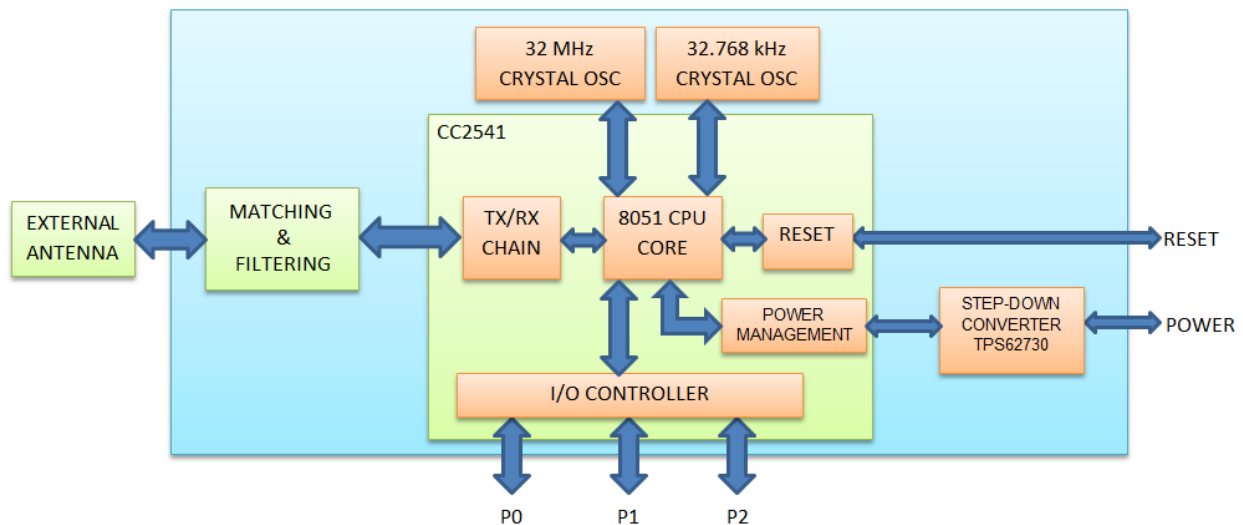 32 MHz
CRYSTAL OSC
32.768 kHz
CRYSTAL OSC
CC2541
EXTERNAL
ANTENNA
MATCHING
&
FILTERING
TX/RX
CHAIN
8051 CPU
CORE
RESET
RESET
POWER
MANAGEMENT
STEP-DOWN
CONVERTER
TPS62730
POWER
I/O CONTROLLER
P0
P1
P2